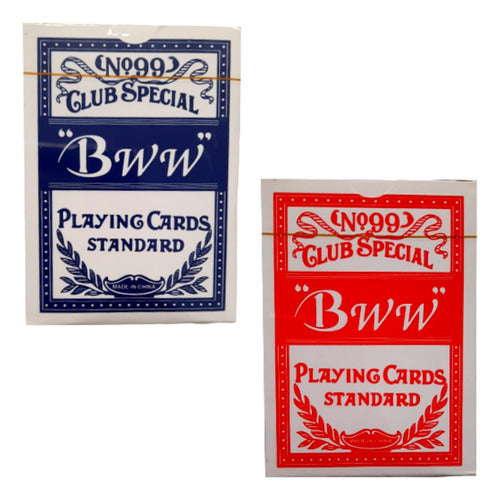 No99
CLUB SPECIAL
"Bww"
PLAYING CARDS
STANDARD
MADE IN CHINA
No99
CLUB SPECIAL
"Bww"
PLAYING CARDS
STANDARD
MADE IN CHINA